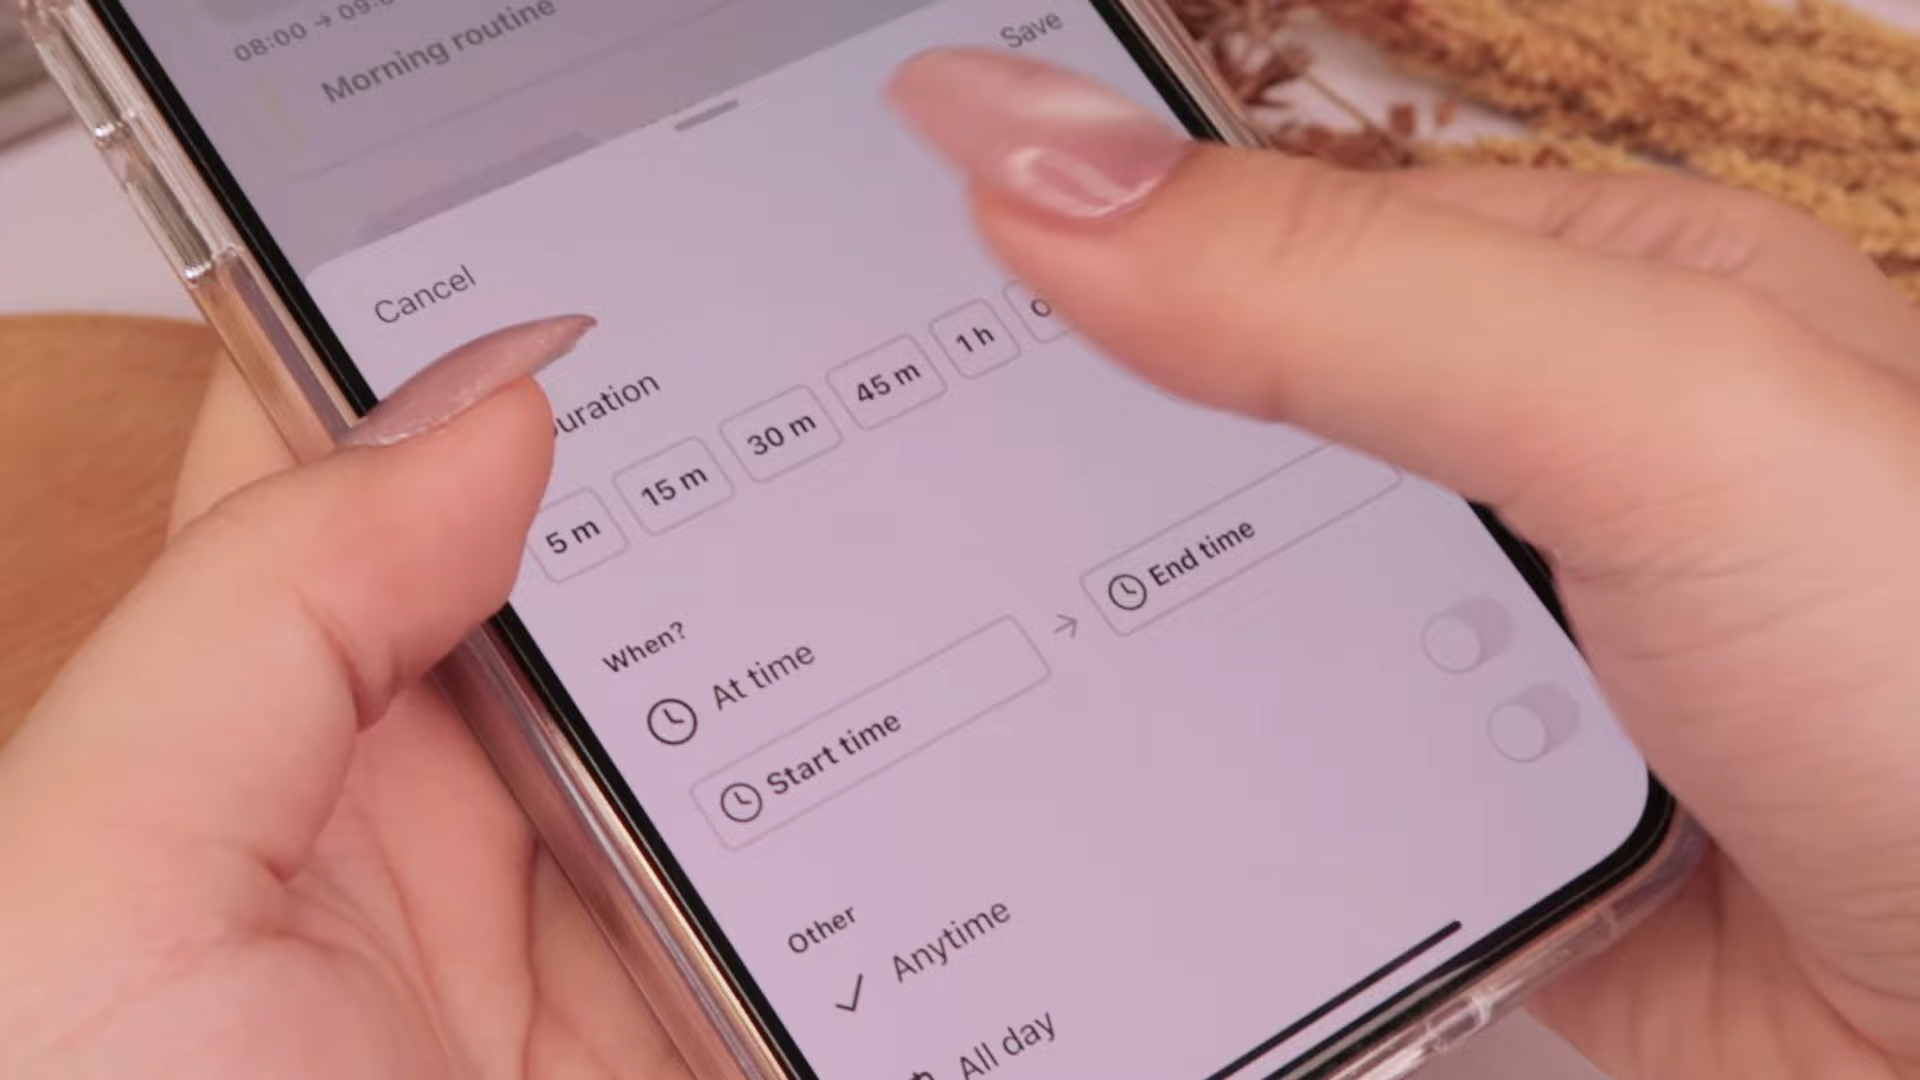 08:00 → 09:
Morning routine
Save
Cancel
uration
5 m 15 m 30 m 45 m 1 h
When?
At time
Start time → End time
Other
Anytime
All day